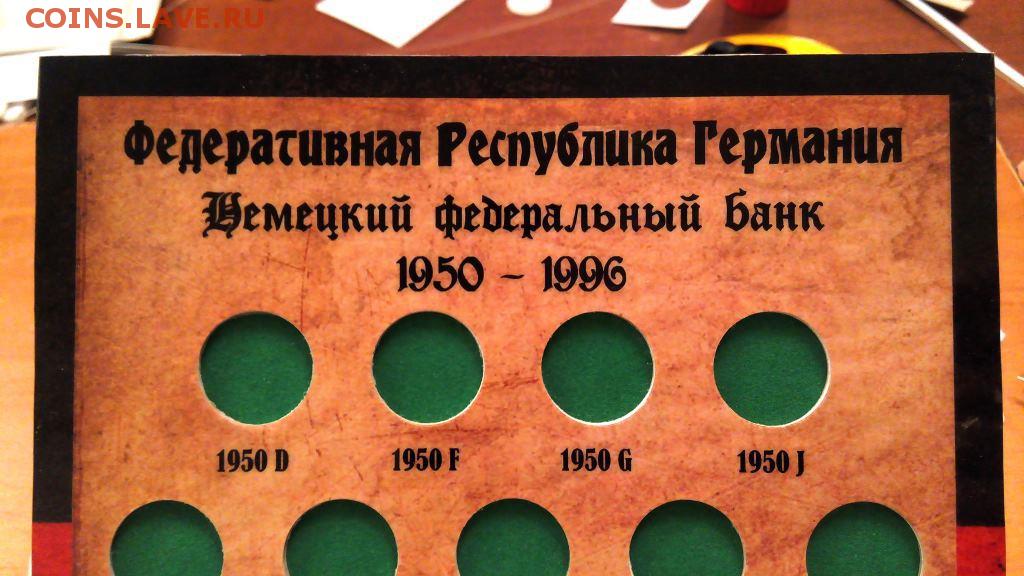 COINS.LAVE.RU
Федеративная Республика Германия
Немецкий федеральный банк
1950 - 1996
1950 D 1950 F 1950 G 1950 J